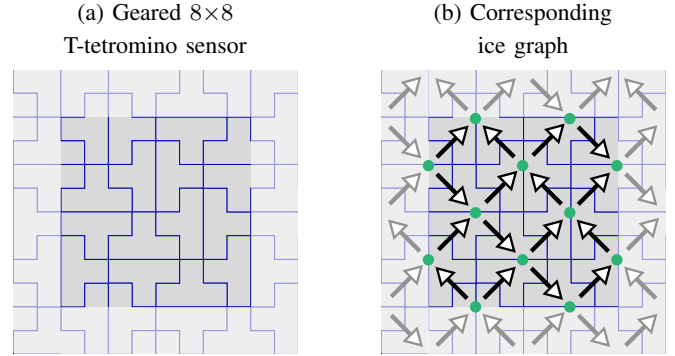 (a) Geared 8×8
T-tetromino sensor
(b) Corresponding
ice graph